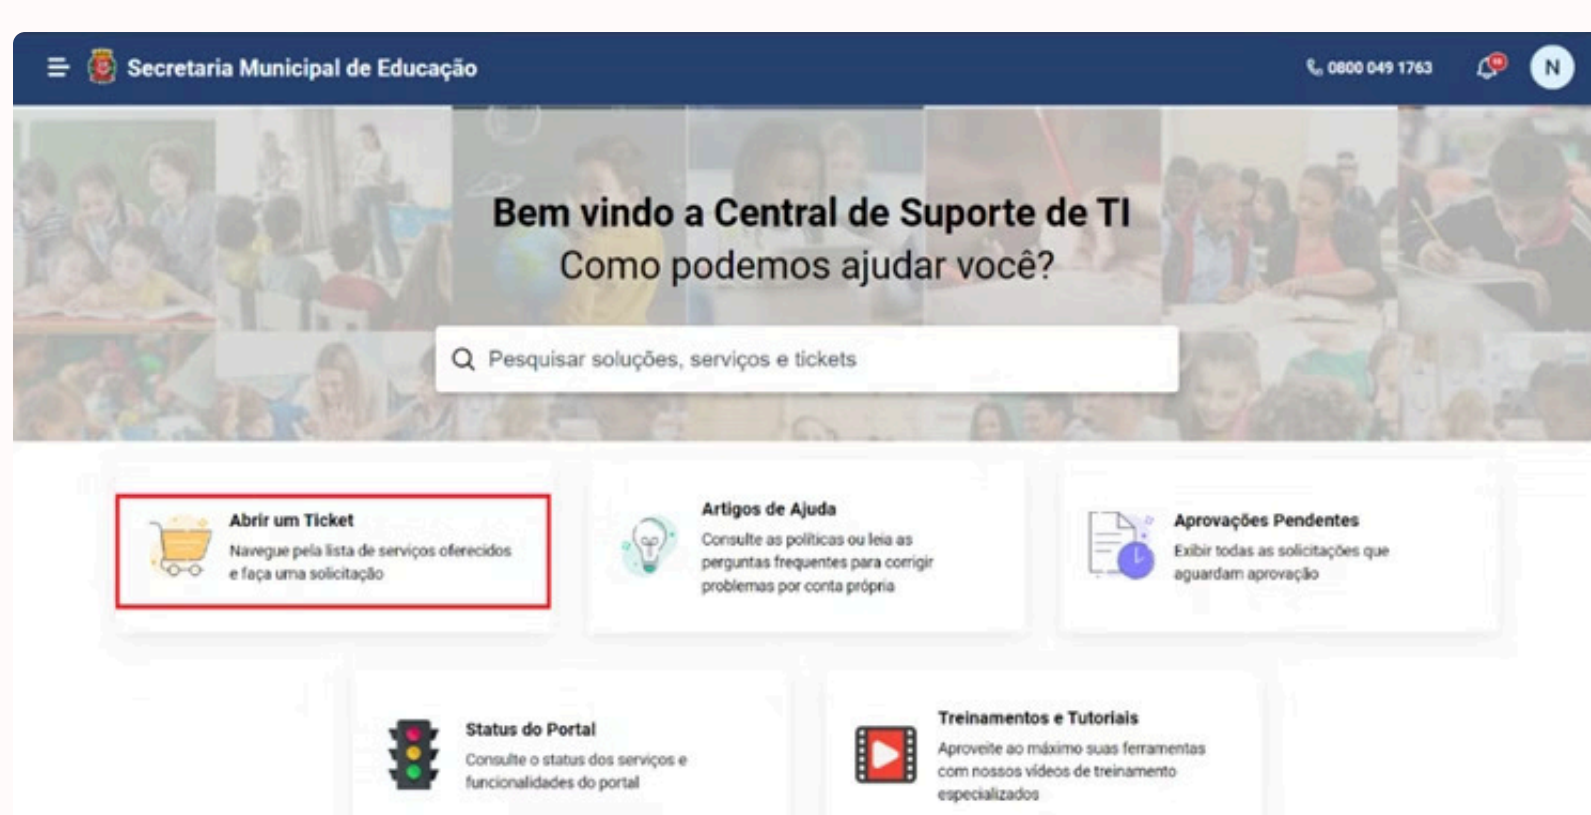 Secretaria Municipal de Educação
0800 049 1763
N
Bem vindo a Central de Suporte de TI
Como podemos ajudar você?
Pesquisar soluções, serviços e tickets
Abrir um Ticket
Navegue pela lista de serviços oferecidos
e faça uma solicitação
Artigos de Ajuda
Consulte as políticas ou leia as
perguntas frequentes para corrigir
problemas por conta própria
Aprovações Pendentes
Exibir todas as solicitações que
aguardam aprovação
Status do Portal
Consulte o status dos serviços e
funcionalidades do portal
Treinamentos e Tutoriais
Aproveite ao máximo suas ferramentas
com nossos vídeos de treinamento
especializados